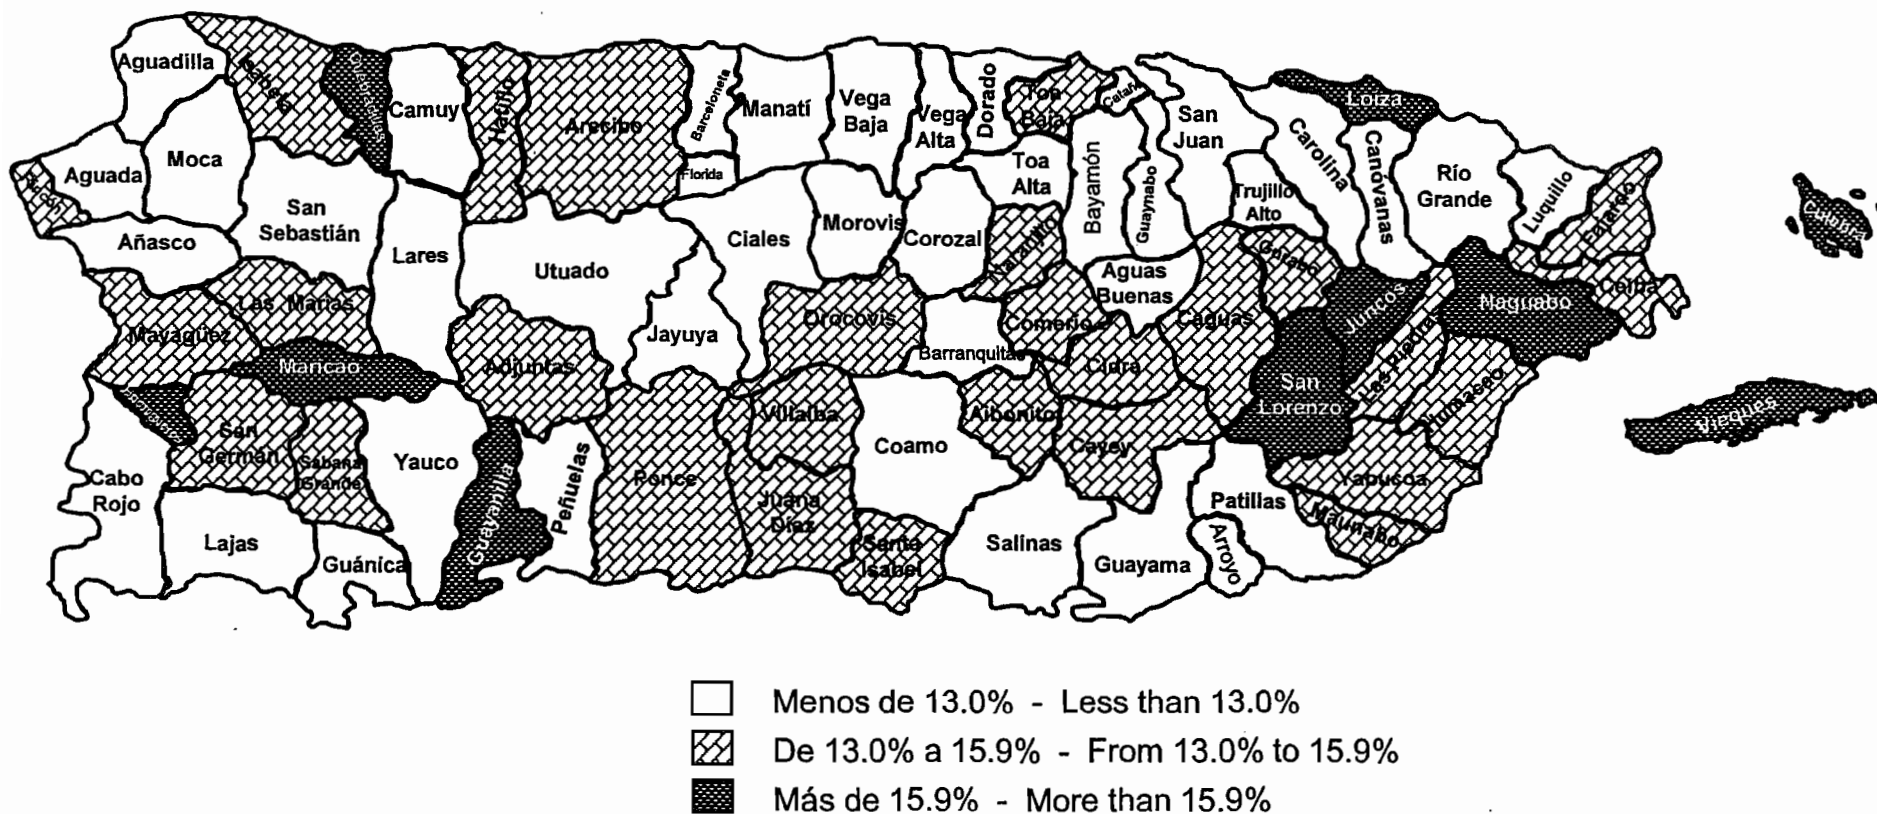 Aguadilla
Isabela
Quebradillas
Camuy
Hatillo
Arecibo
Barceloneta
Manatí
Vega
Baja
Vega
Alta
Dorado
Toa
Baja
Cataño
San
Juan
Carolina
Loíza
Canóvanas
Río
Grande
Luquillo
Fajardo
Culebra
Rincón
Aguada
Moca
San
Sebastián
Lares
Florida
Utuado
Ciales
Morovis
Corozal
Toa
Alta
Naranjito
Bayamón
Guaynabo
Trujillo
Alto
Gurabo
Añasco
Las Marías
Mayagüez
Maricao
Adjuntas
Jayuya
Orocovis
Barranquitas
Comerío
Aguas
Buenas
Cidra
Caguas
Juncos
Las Piedras
Naguabo
Ceiba
Vieques
Hormigueros
San
Germán
Sabana
Grande
Yauco
Guayanilla
Peñuelas
Ponce
Villalba
Juana
Díaz
Coamo
Aibonito
Cayey
San
Lorenzo
Humacao
Yabucoa
Maunabo
Cabo
Rojo
Lajas
Guánica
Santa
Isabel
Salinas
Guayama
Arroyo
Patillas
Menos de 13.0% - Less than 13.0%
De 13.0% a 15.9% - From 13.0% to 15.9%
Más de 15.9% - More than 15.9%